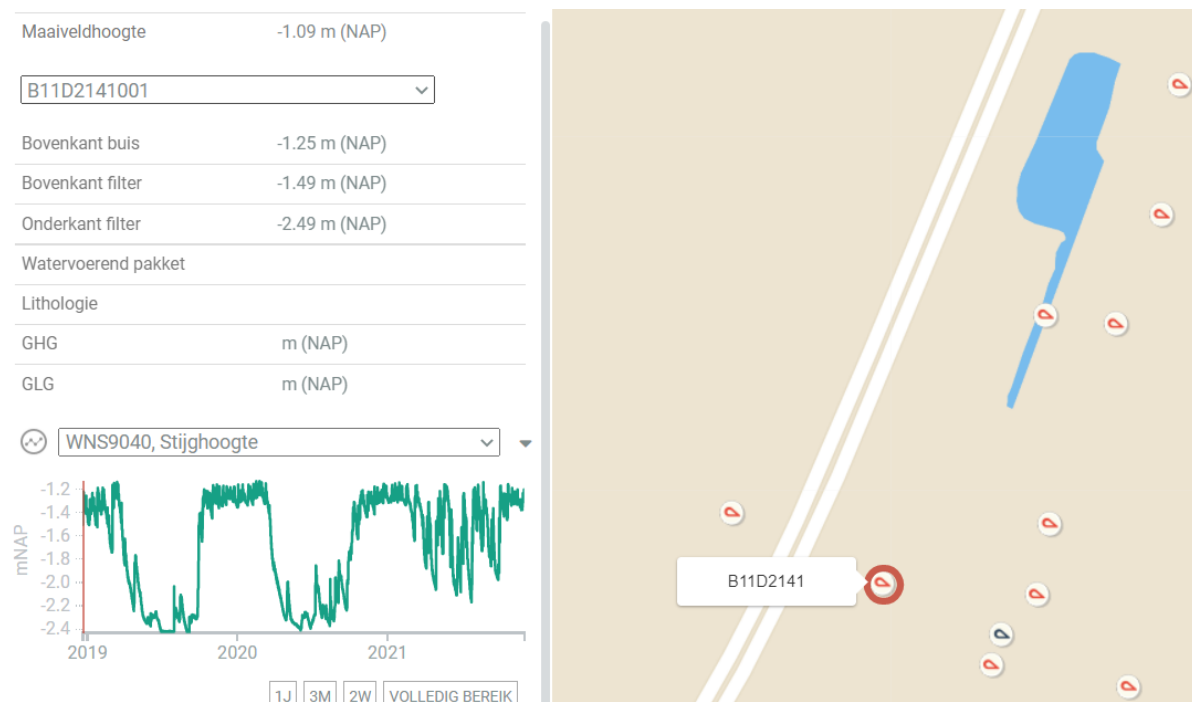 Maaiveldhoogte -1.09 m (NAP)
B11D2141001
Bovenkant buis -1.25 m (NAP)
Bovenkant filter -1.49 m (NAP)
Onderkant filter -2.49 m (NAP)
Watervoerend pakket
Lithologie
GHG m (NAP)
GLG m (NAP)
WNS9040, Stijghoogte
mNAP
-1.2
-1.4
-1.6
-1.8
-2.0
-2.2
-2.4
2019 2020 2021
1J 3M 2W VOLLEDIG BEREIK
B11D2141